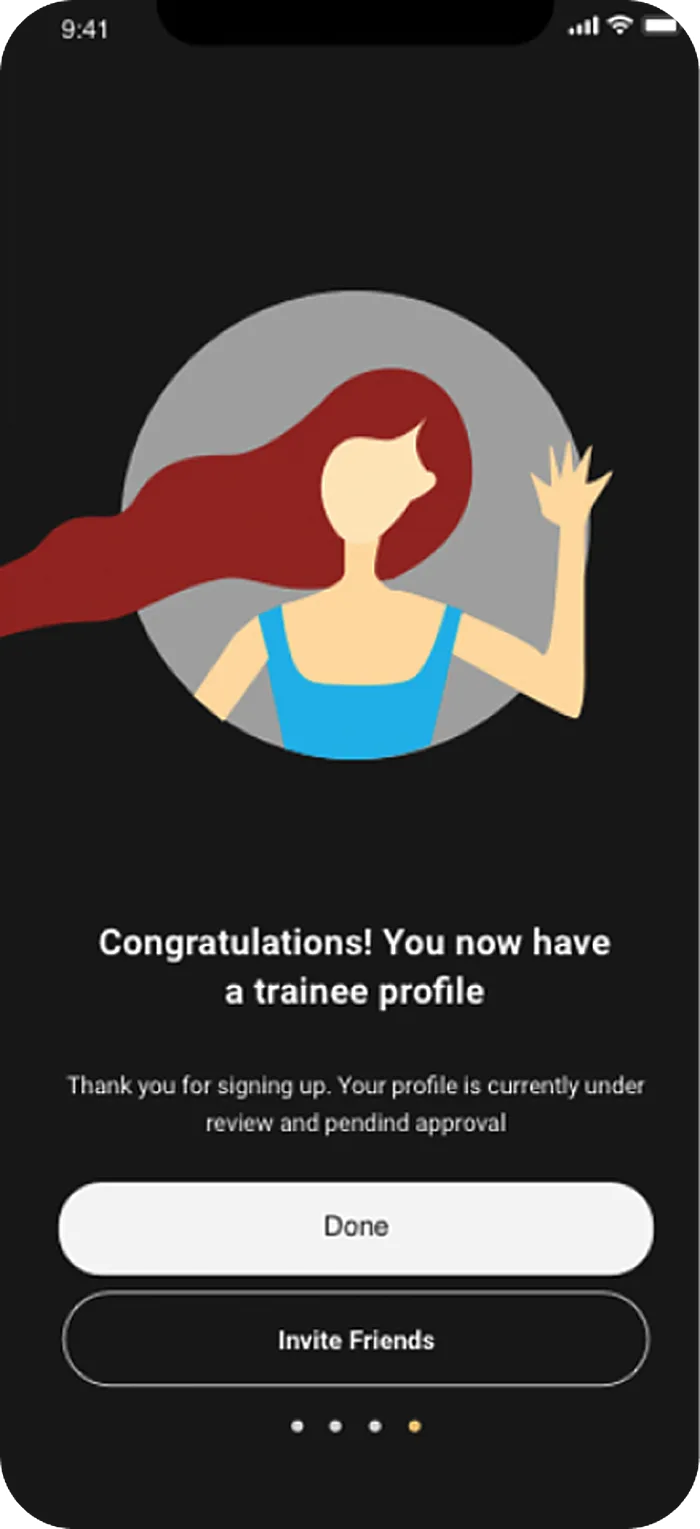 9:41
Congratulations! You now have
a trainee profile
Thank you for signing up. Your profile is currently under
review and pendind approval
Done
Invite Friends